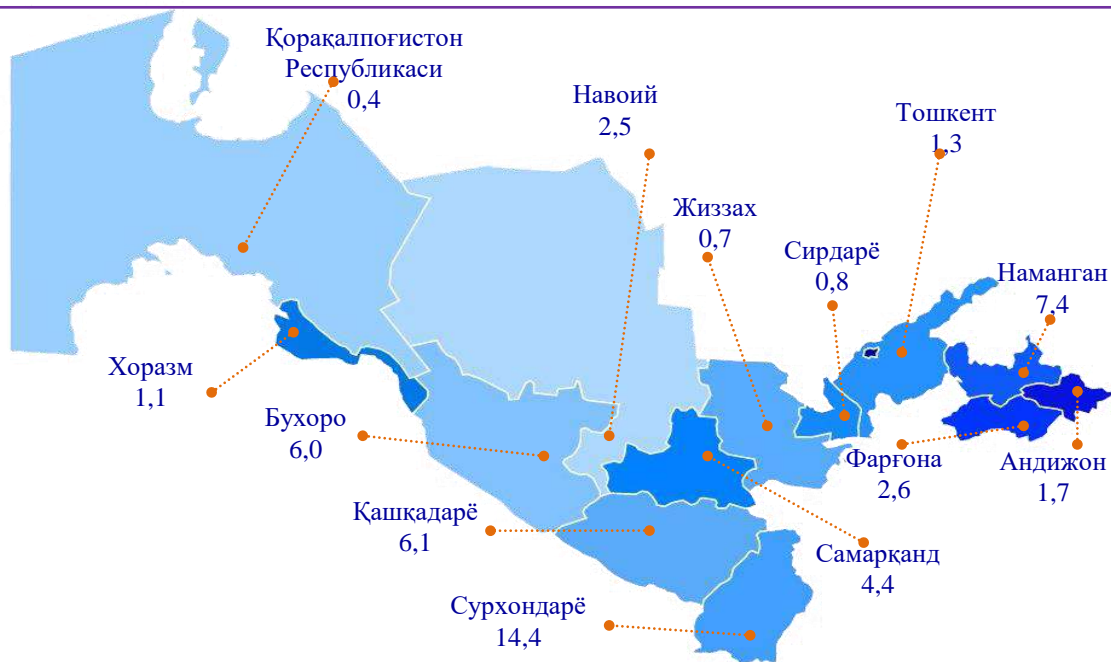 Қорақалпоғистон
Республикаси
0,4
Навоий
2,5
Тошкент
1,3
Жиззах
0,7
Сирдарё
0,8
Наманган
7,4
Хоразм
1,1
Бухоро
6,0
Фарғона
2,6
Андижон
1,7
Қашқадарё
6,1
Самарқанд
4,4
Сурхондарё
14,4